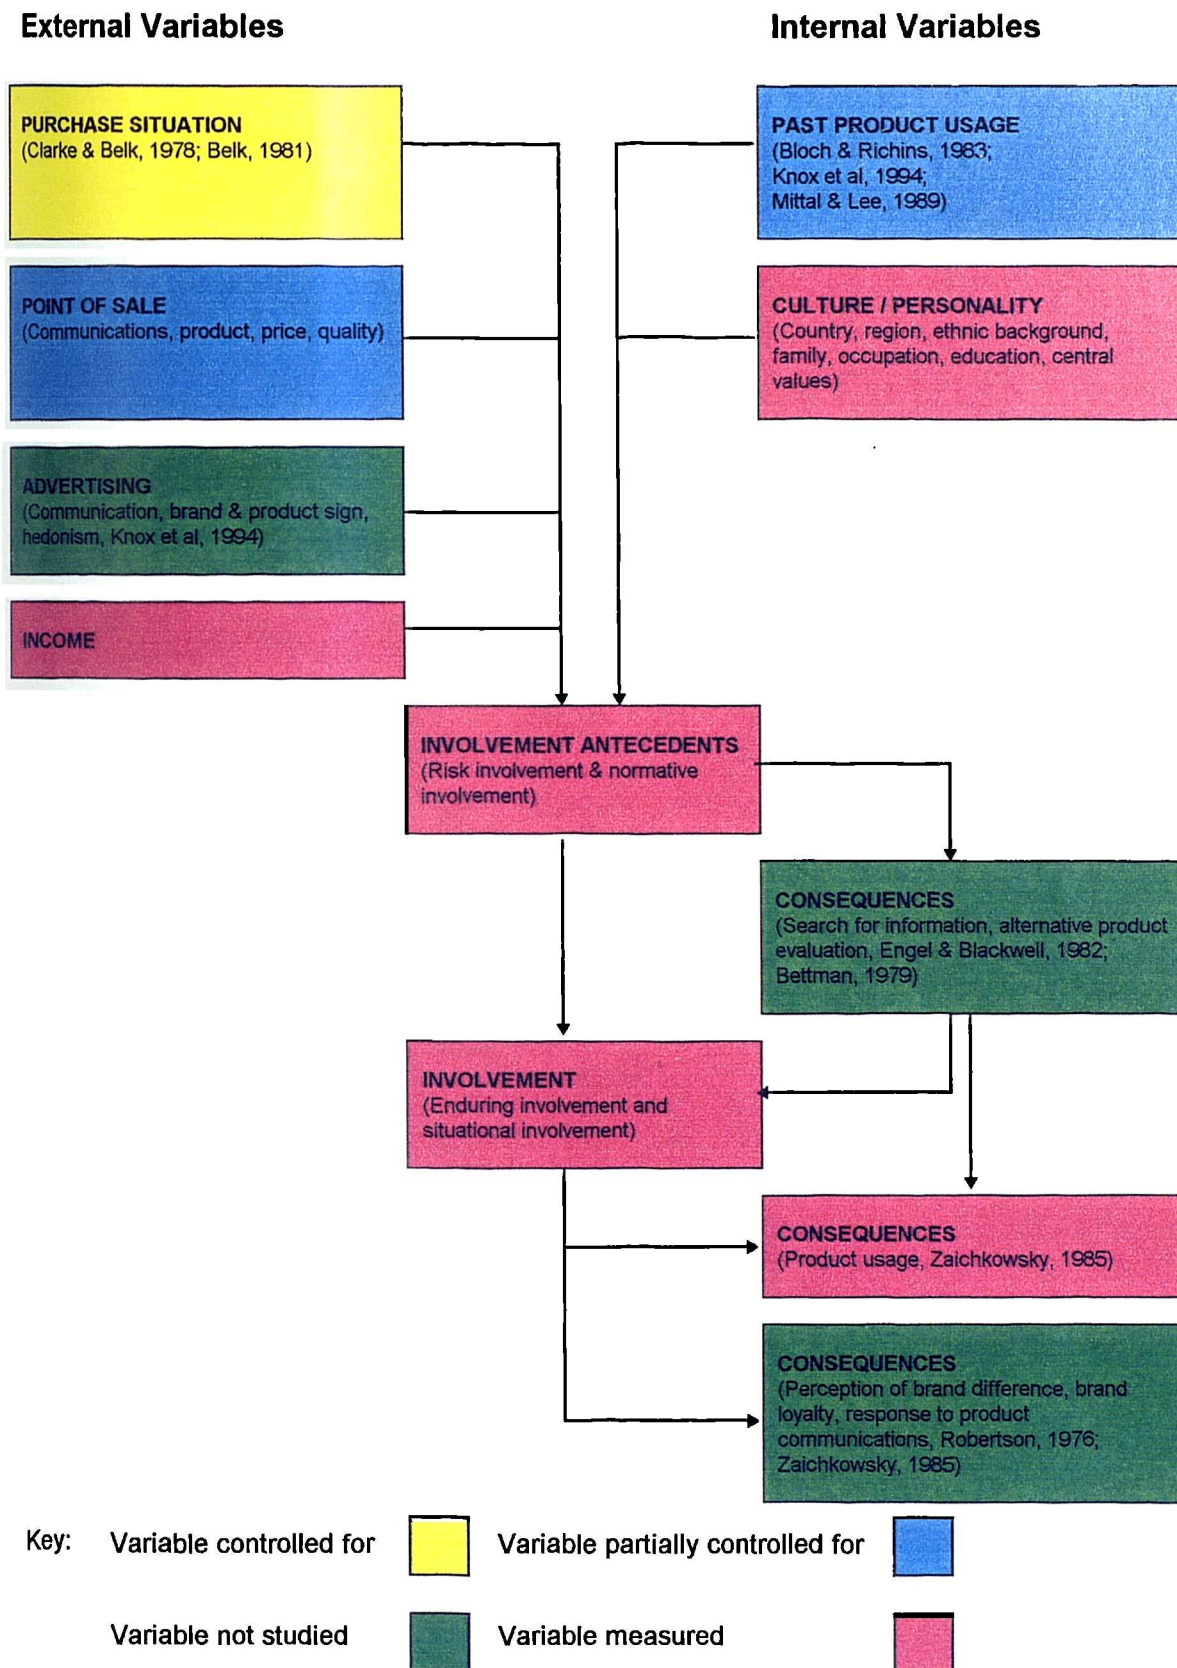 External Variables
Internal Variables
PURCHASE SITUATION
(Clarke & Belk, 1978; Belk, 1981)
PAST PRODUCT USAGE
(Bloch & Richins, 1983;
Knox et al, 1994;
Mittal & Lee, 1989)
POINT OF SALE
(Communications, product, price, quality)
CULTURE / PERSONALITY
(Country, region, ethnic background,
family, occupation, education, central
values)
ADVERTISING
(Communication, brand & product sign,
hedonism, Knox et al, 1994)
INCOME
INVOLVEMENT ANTECEDENTS
(Risk involvement & normative
involvement)
CONSEQUENCES
(Search for information, alternative product
evaluation, Engel & Blackwell, 1982;
Bettman, 1979)
INVOLVEMENT
(Enduring involvement and
situational involvement)
CONSEQUENCES
(Product usage, Zaichkowsky, 1985)
CONSEQUENCES
(Perception of brand difference, brand
loyalty, response to product
communications, Robertson, 1976;
Zaichkowsky, 1985)
Key:
Variable controlled for
Variable partially controlled for
Variable not studied
Variable measured